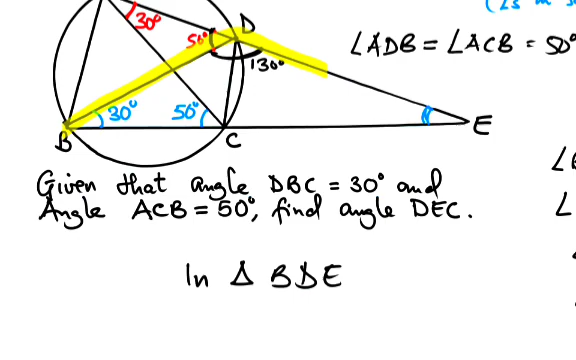 (∠s in s
30°
50°
D
∠ADB = ∠ACB = 50°
130°
30°
50°
B
C
E
Given that angle DBC = 30° and
Angle ACB = 50°, find angle DEC.
In Δ BDE
∠
∠